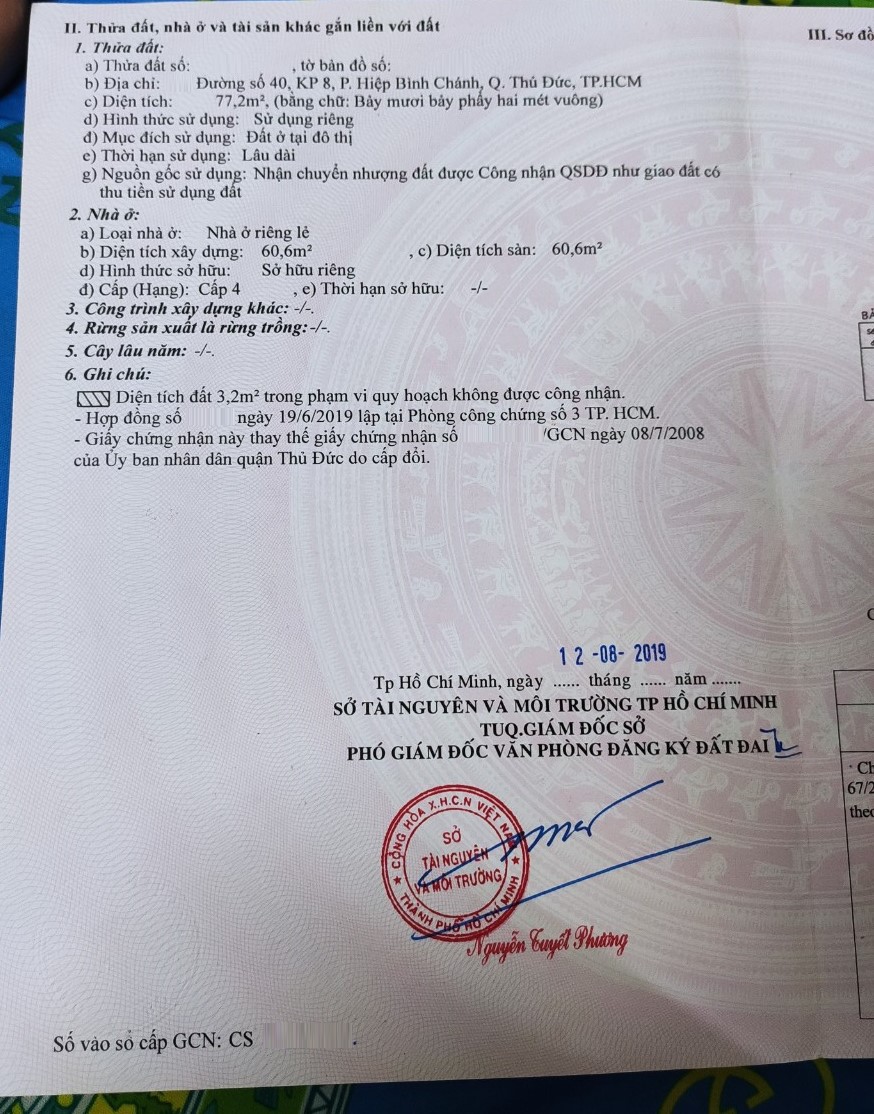 II. Thửa đất, nhà ở và tài sản khác gắn liền với đất
III. Sơ đồ
1. Thửa đất:
a) Thửa đất số: , tờ bản đồ số:
b) Địa chỉ: Đường số 40, KP 8, P. Hiệp Bình Chánh, Q. Thủ Đức, TP.HCM
c) Diện tích: 77,2m², (bằng chữ: Bảy mươi bảy phẩy hai mét vuông)
d) Hình thức sử dụng: Sử dụng riêng
đ) Mục đích sử dụng: Đất ở tại đô thị
e) Thời hạn sử dụng: Lâu dài
g) Nguồn gốc sử dụng: Nhận chuyển nhượng đất được Công nhận QSDĐ như giao đất có
thu tiền sử dụng đất
2. Nhà ở:
a) Loại nhà ở: Nhà ở riêng lẻ
b) Diện tích xây dựng: 60,6m² , c) Diện tích sàn: 60,6m²
d) Hình thức sở hữu: Sở hữu riêng
đ) Cấp (Hạng): Cấp 4 , e) Thời hạn sở hữu: -/-
3. Công trình xây dựng khác: -/-.
4. Rừng sản xuất là rừng trồng:-/-.
5. Cây lâu năm: -/-.
6. Ghi chú:
Diện tích đất 3,2m² trong phạm vi quy hoạch không được công nhận.
- Hợp đồng số ngày 19/6/2019 lập tại Phòng công chứng số 3 TP. HCM.
- Giấy chứng nhận này thay thế giấy chứng nhận số /GCN ngày 08/7/2008
của Ủy ban nhân dân quận Thủ Đức do cấp đổi.
12-08-2019
Tp Hồ Chí Minh, ngày ...... tháng ...... năm .......
SỞ TÀI NGUYÊN VÀ MÔI TRƯỜNG TP HỒ CHÍ MINH
TUQ.GIÁM ĐỐC SỞ
PHÓ GIÁM ĐỐC VĂN PHÒNG ĐĂNG KÝ ĐẤT ĐAI
CỘNG HÒA X.H.C.N VIỆT NAM
SỞ
TÀI NGUYÊN
VÀ MÔI TRƯỜNG
THÀNH PHỐ HỒ CHÍ MINH
Nguyễn Tuyết Phương
67/2
Số vào sổ cấp GCN: CS